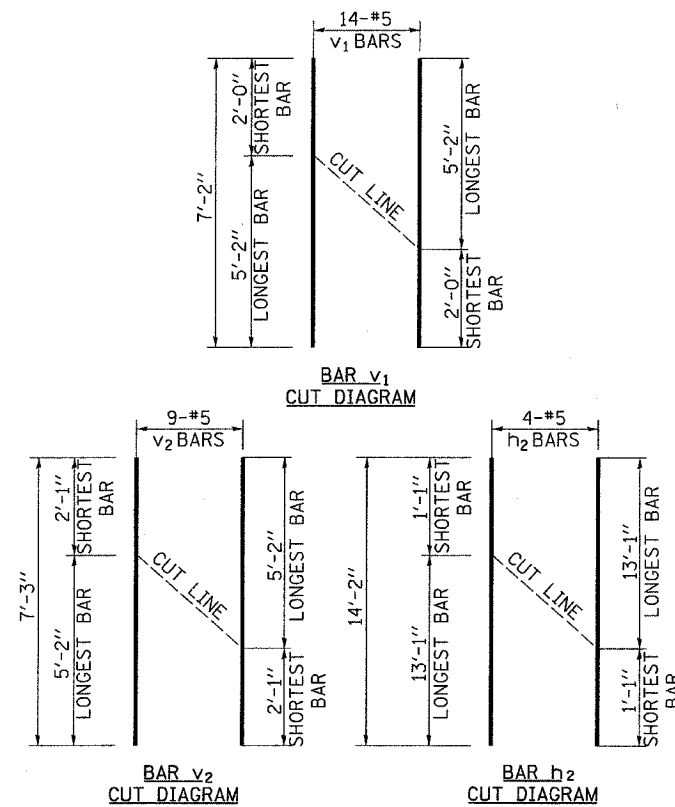 14-#5
v1 BARS
7'-2"
2'-0"
SHORTEST
BAR
5'-2"
LONGEST BAR
CUT LINE
5'-2"
LONGEST BAR
2'-0"
SHORTEST
BAR
BAR v1
CUT DIAGRAM
9-#5
v2 BARS
7'-3"
2'-1"
SHORTEST
BAR
5'-2"
LONGEST BAR
CUT LINE
5'-2"
LONGEST BAR
2'-1"
SHORTEST
BAR
BAR v2
CUT DIAGRAM
4-#5
h2 BARS
14'-2"
1'-1"
SHORTEST
BAR
13'-1"
LONGEST BAR
CUT LINE
13'-1"
LONGEST BAR
1'-1"
SHORTEST
BAR
BAR h2
CUT DIAGRAM